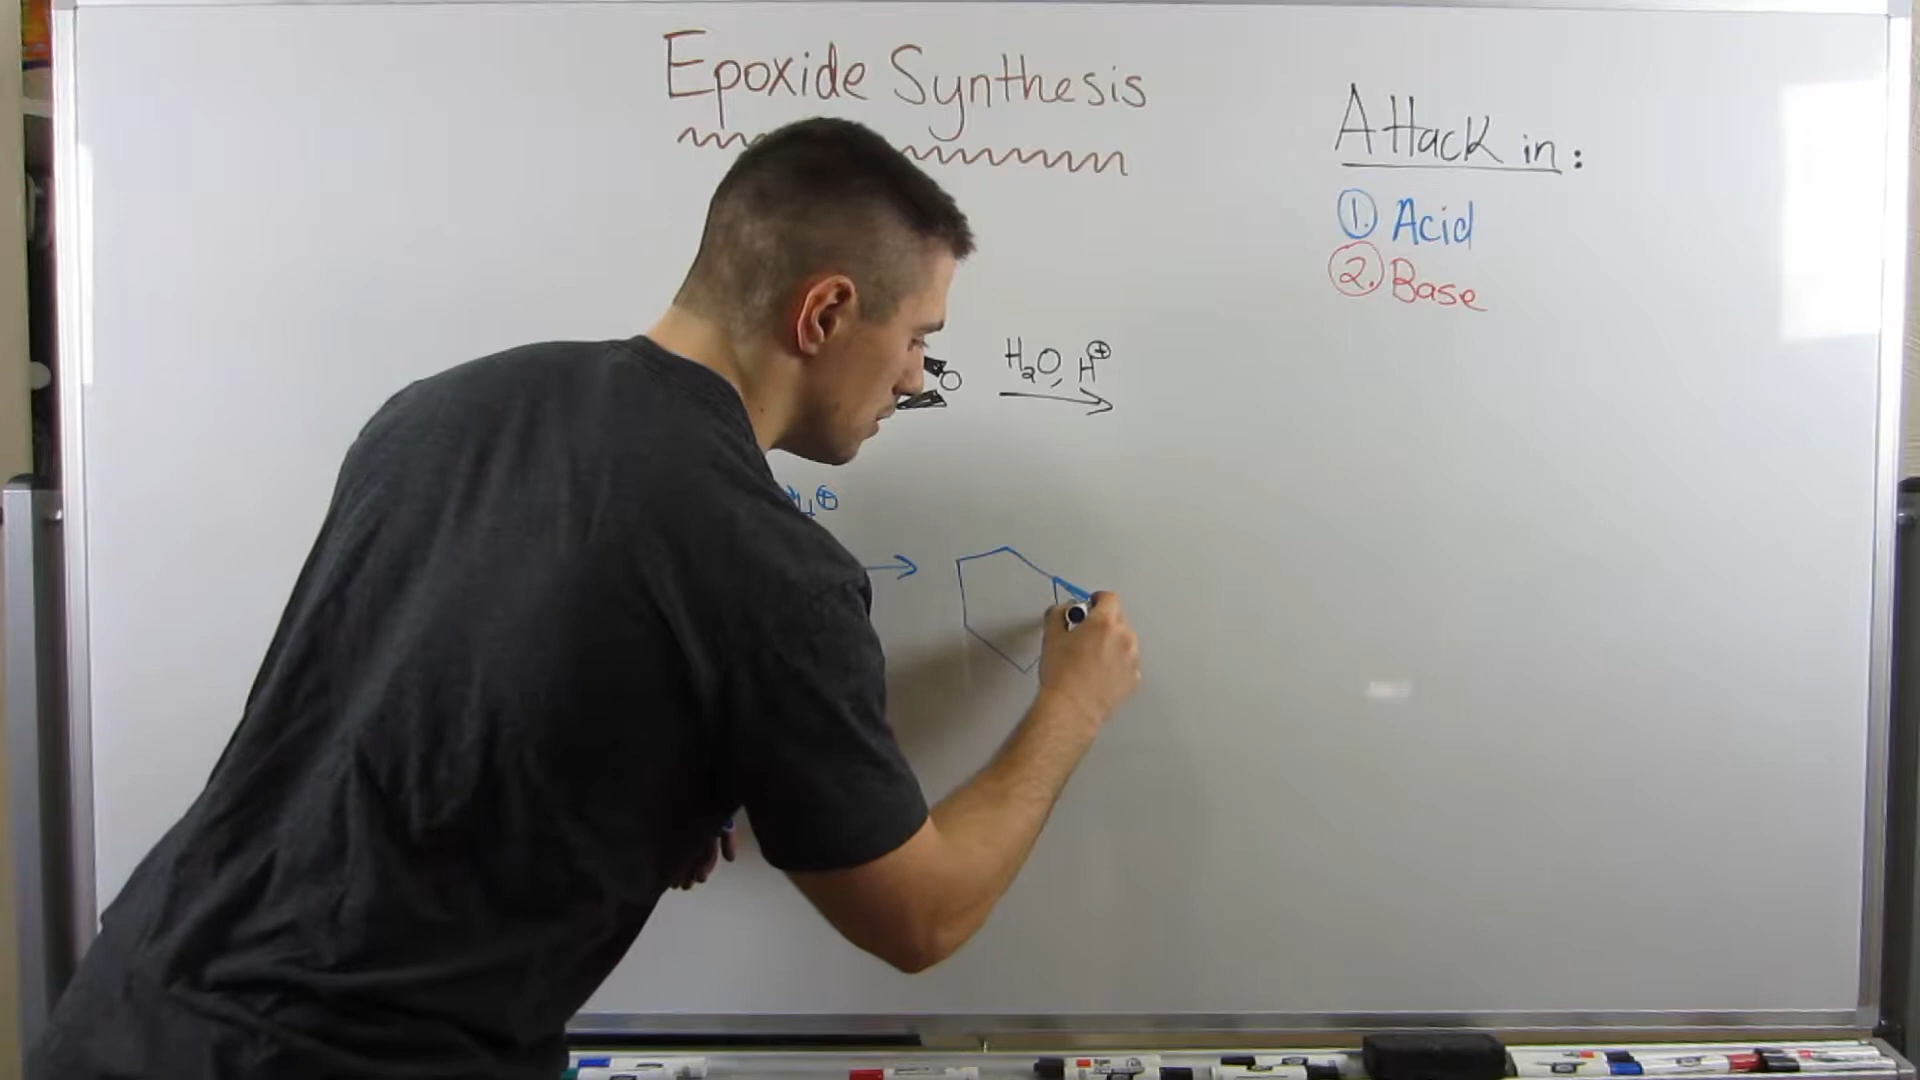 Epoxide Synthesis
Attack in:
① Acid
② Base
O H₂O, H⊕
H⊕